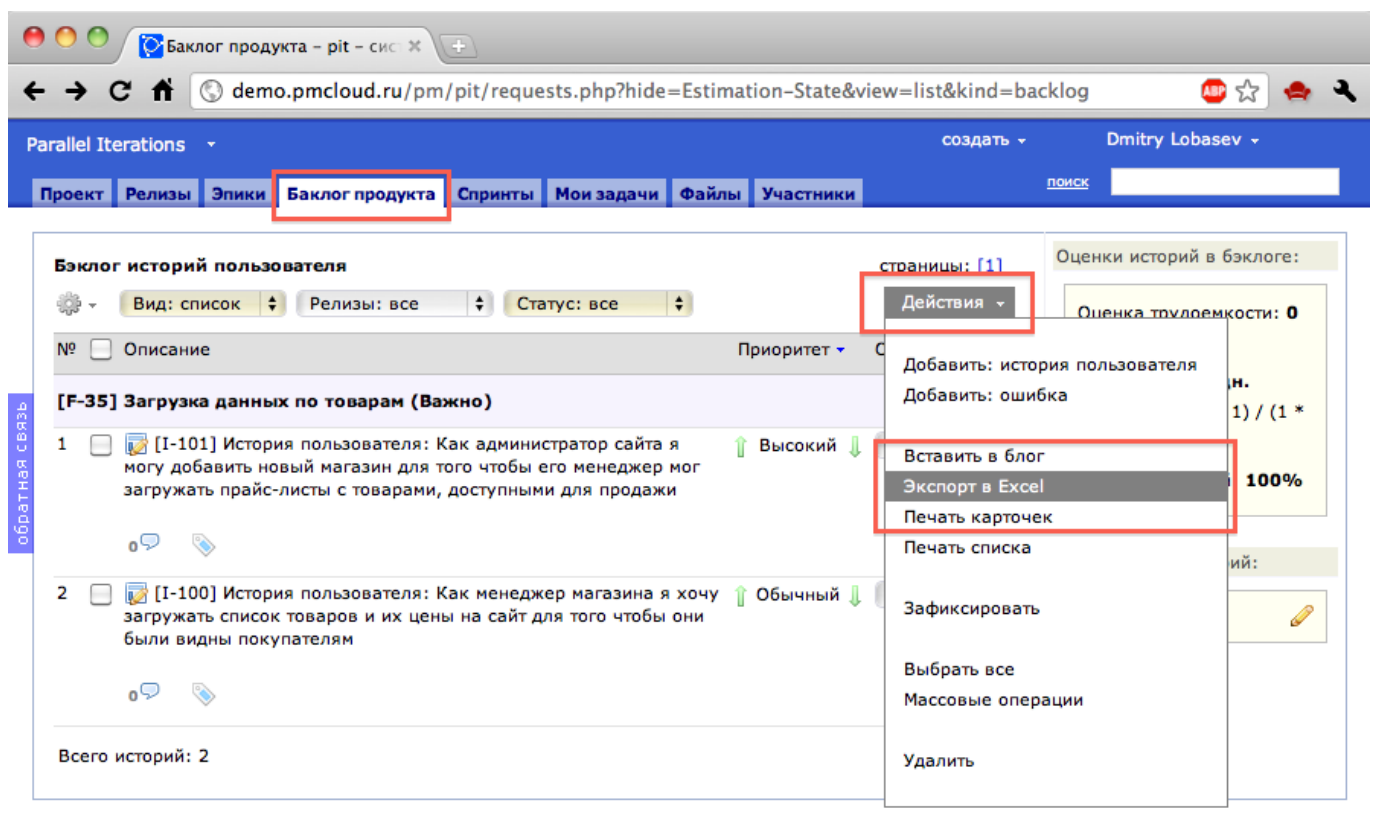 Баклог продукта – pit – сис
demo.pmcloud.ru/pm/pit/requests.php?hide=Estimation-State&view=list&kind=backlog
ABP
Parallel Iterations
создать
Dmitry Lobasev
Проект Релизы Эпики Баклог продукта Спринты Мои задачи Файлы Участники
поиск
обратная связь
Бэклог историй пользователя
страницы: [1]
Вид: список
Релизы: все
Статус: все
Действия
№ Описание Приоритет С
[F-35] Загрузка данных по товарам (Важно)
1 [I-101] История пользователя: Как администратор сайта я
могу добавить новый магазин для того чтобы его менеджер мог
загружать прайс-листы с товарами, доступными для продажи
Высокий
0
2 [I-100] История пользователя: Как менеджер магазина я хочу
загружать список товаров и их цены на сайт для того чтобы они
были видны покупателям
Обычный
0
Всего историй: 2
Добавить: история пользователя
Добавить: ошибка
Вставить в блог
Экспорт в Excel
Печать карточек
Печать списка
Зафиксировать
Выбрать все
Массовые операции
Удалить
Оценки историй в бэклоге:
Оценка трудоемкости: 0
дн.
1) / (1 *
100%
ий: